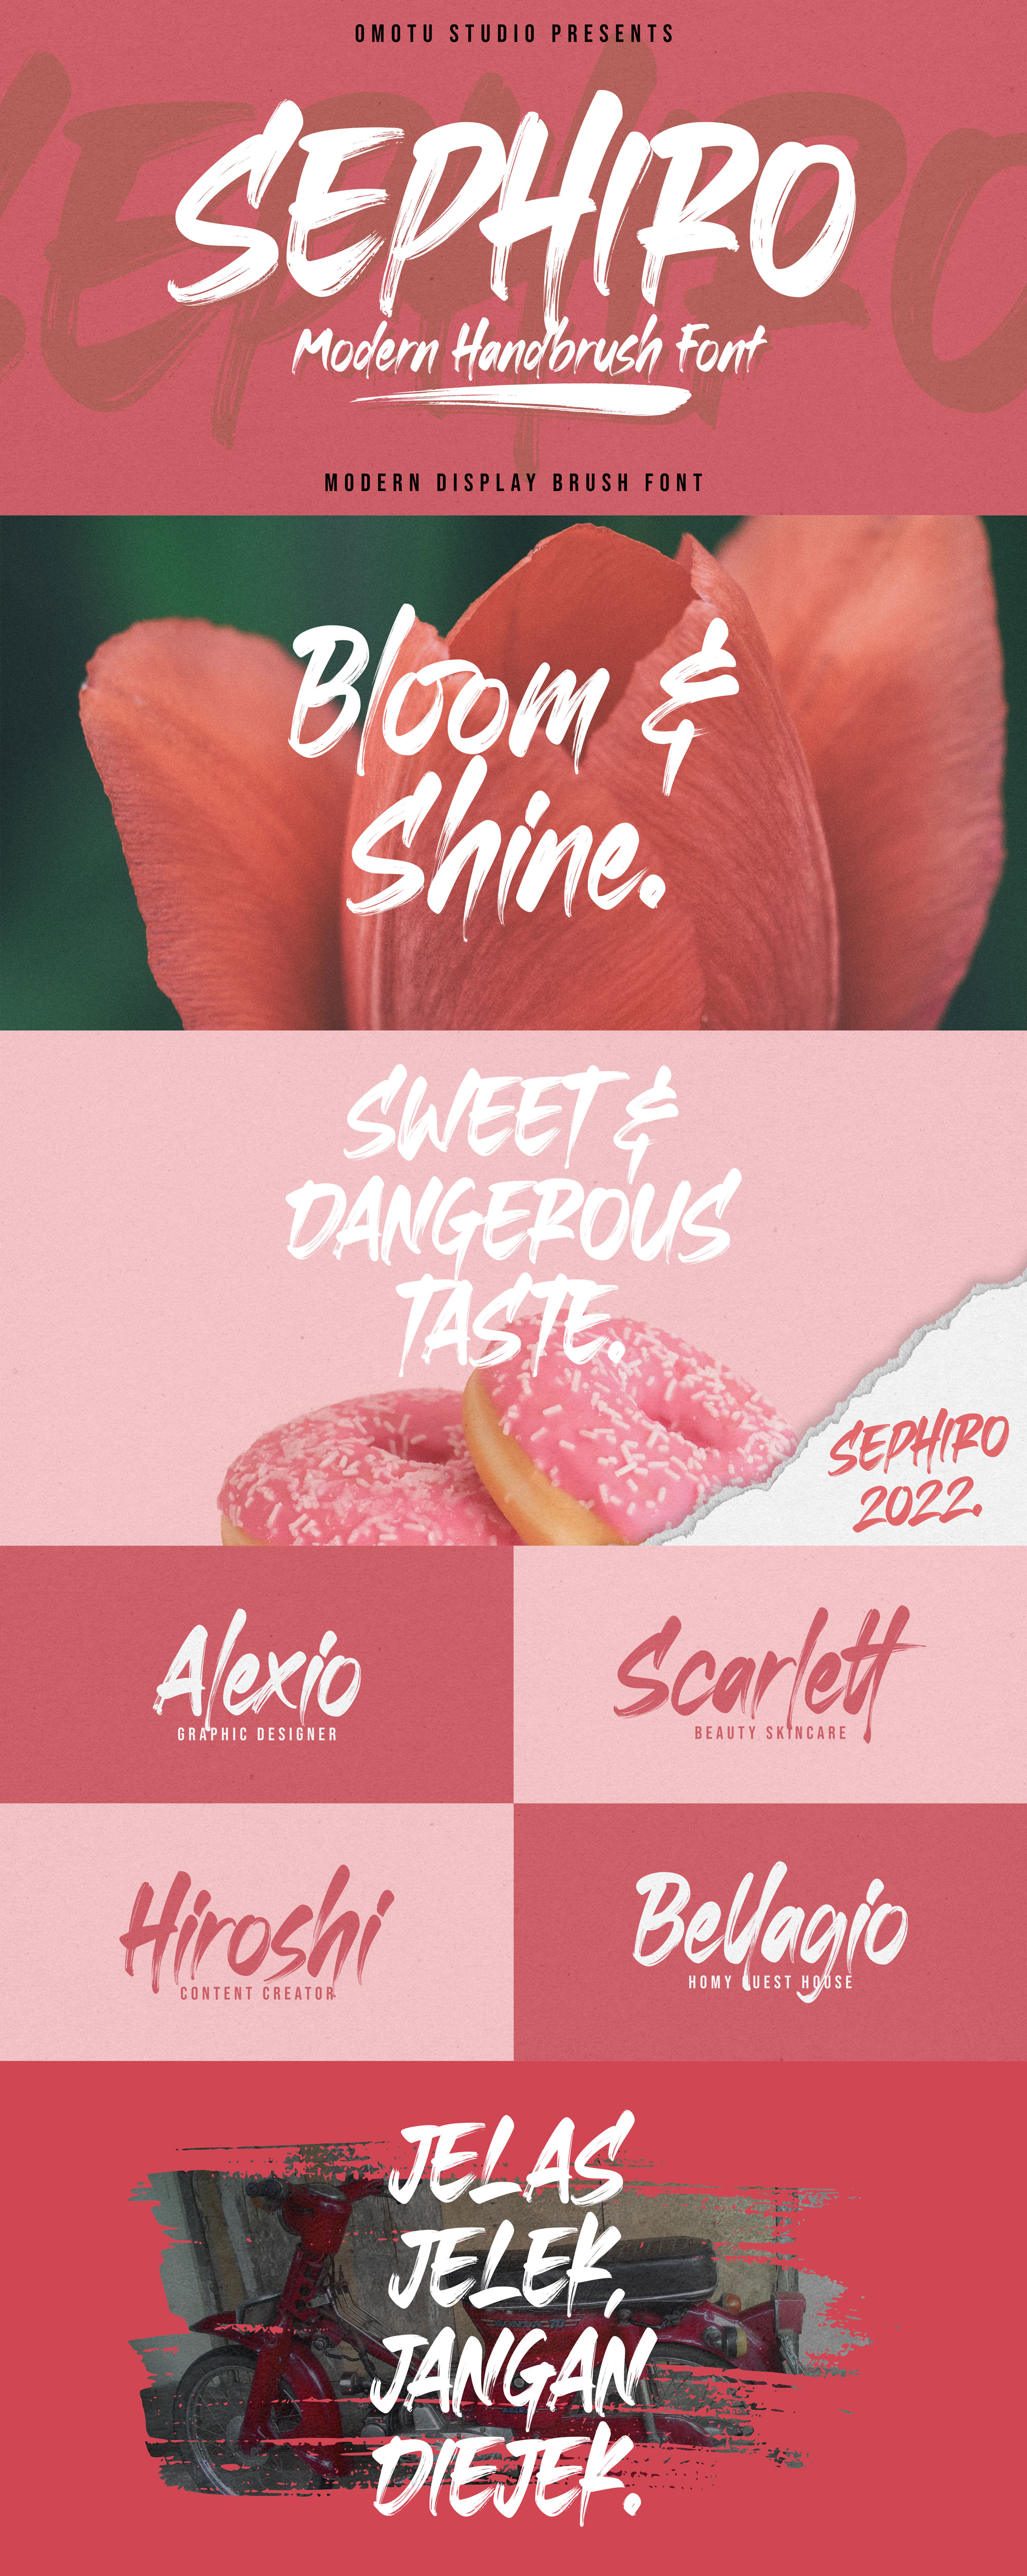 OMOTU STUDIO PRESENTS
SEPHIRO
Modern Handbrush Font
MODERN DISPLAY BRUSH FONT
Bloom &
Shine.
SWEET &
DANGEROUS
TASTE.
SEPHIRO
2022.
Alexio
GRAPHIC DESIGNER
Scarlett
BEAUTY SKINCARE
Hiroshi
CONTENT CREATOR
Bellagio
HOMY GUEST HOUSE
JELAS
JELEK,
JANGAN
DIEJEK.